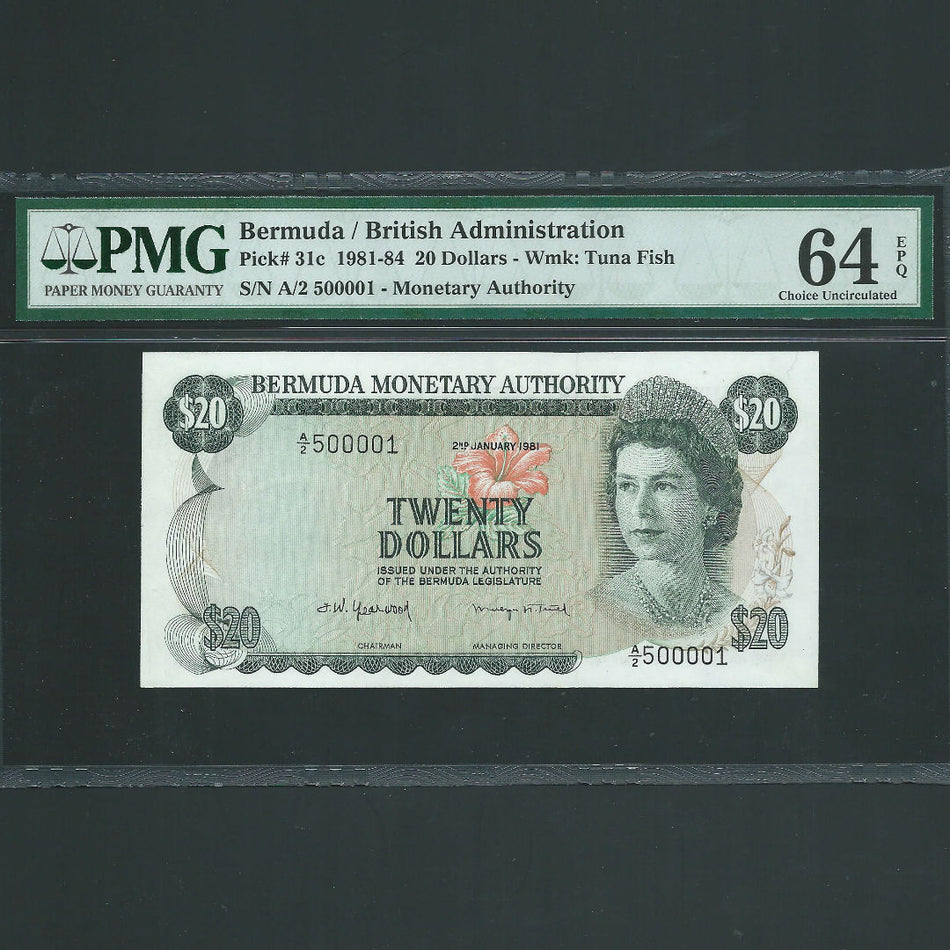 PMG
PAPER MONEY GUARANTY
Bermuda / British Administration
Pick# 31c 1981-84 20 Dollars - Wmk: Tuna Fish
S/N A/2 500001 - Monetary Authority
64 EPQ
Choice Uncirculated
BERMUDA MONETARY AUTHORITY
$20
$20
A/2 500001
2ND JANUARY 1981
TWENTY
DOLLARS
ISSUED UNDER THE AUTHORITY
OF THE BERMUDA LEGISLATURE
J.W. Yearwood
CHAIRMAN
MANAGING DIRECTOR
$20
$20
A/2 500001